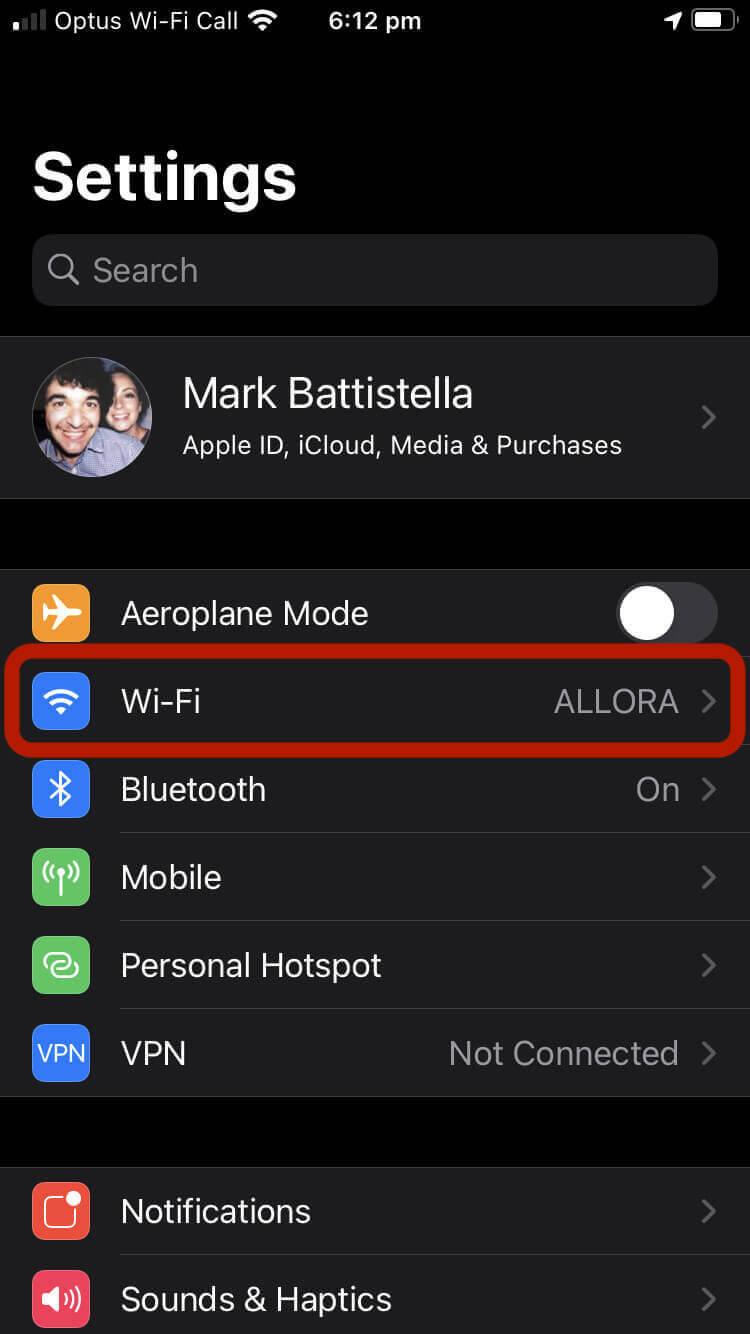 Optus Wi-Fi Call 6:12 pm
Settings
Search
Mark Battistella
Apple ID, iCloud, Media & Purchases
Aeroplane Mode
Wi-Fi ALLORA
Bluetooth On
Mobile
Personal Hotspot
VPN VPN Not Connected
Notifications
Sounds & Haptics